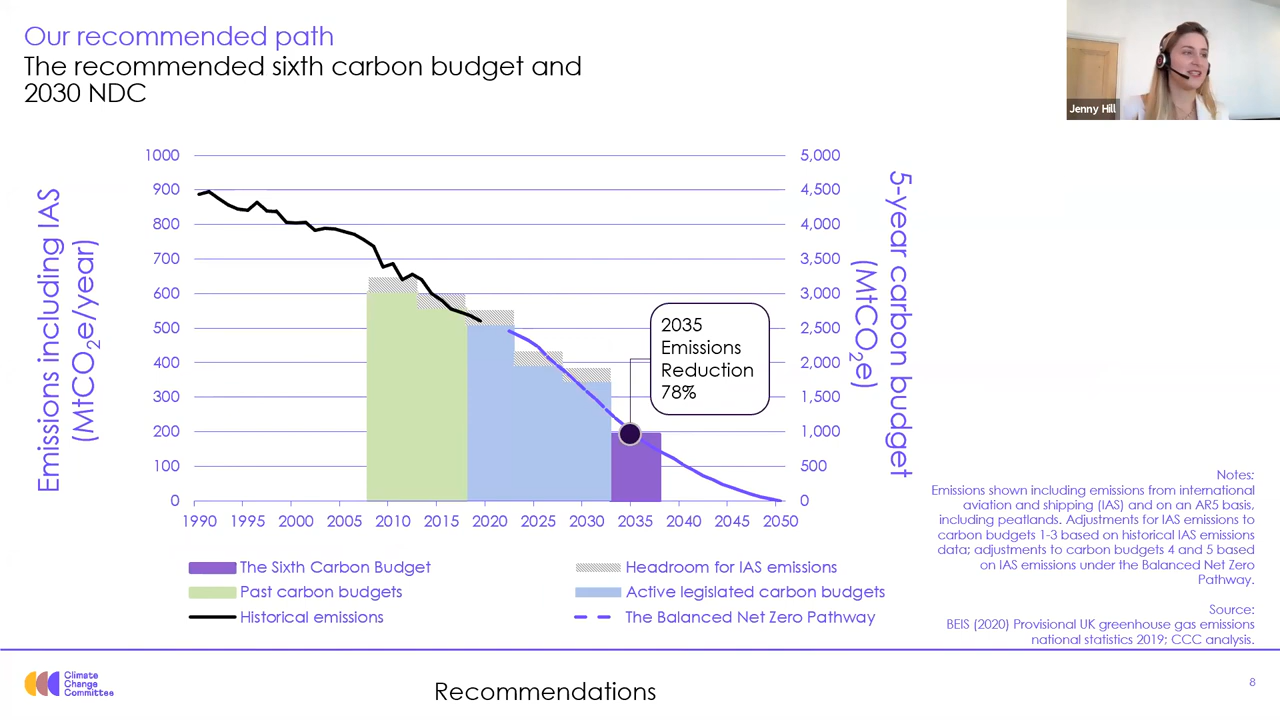 Our recommended path
The recommended sixth carbon budget and
2030 NDC
Jenny Hill
Emissions including IAS
(MtCO₂e/year)
1000
900
800
700
600
500
400
300
200
100
0
5,000
4,500
4,000
3,500
3,000
2,500
2,000
1,500
1,000
500
0
5-year carbon budget
(MtCO₂e)
2035
Emissions
Reduction
78%
1990 1995 2000 2005 2010 2015 2020 2025 2030 2035 2040 2045 2050
The Sixth Carbon Budget
Headroom for IAS emissions
Past carbon budgets
Active legislated carbon budgets
Historical emissions
The Balanced Net Zero Pathway
Notes:
Emissions shown including emissions from international
aviation and shipping (IAS) and on an AR5 basis,
including peatlands. Adjustments for IAS emissions to
carbon budgets 1-3 based on historical IAS emissions
data; adjustments to carbon budgets 4 and 5 based
on IAS emissions under the Balanced Net Zero
Pathway.
Source:
BEIS (2020) Provisional UK greenhouse gas emissions
national statistics 2019; CCC analysis.
Climate
Change
Committee
Recommendations
8